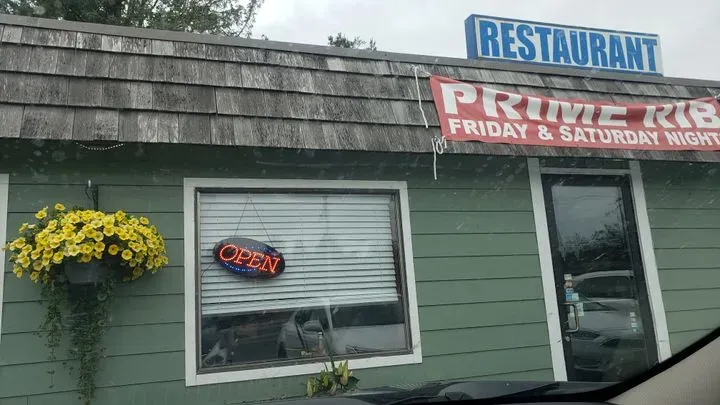 RESTAURANT
PRIME RIB
FRIDAY & SATURDAY NIGHT
OPEN